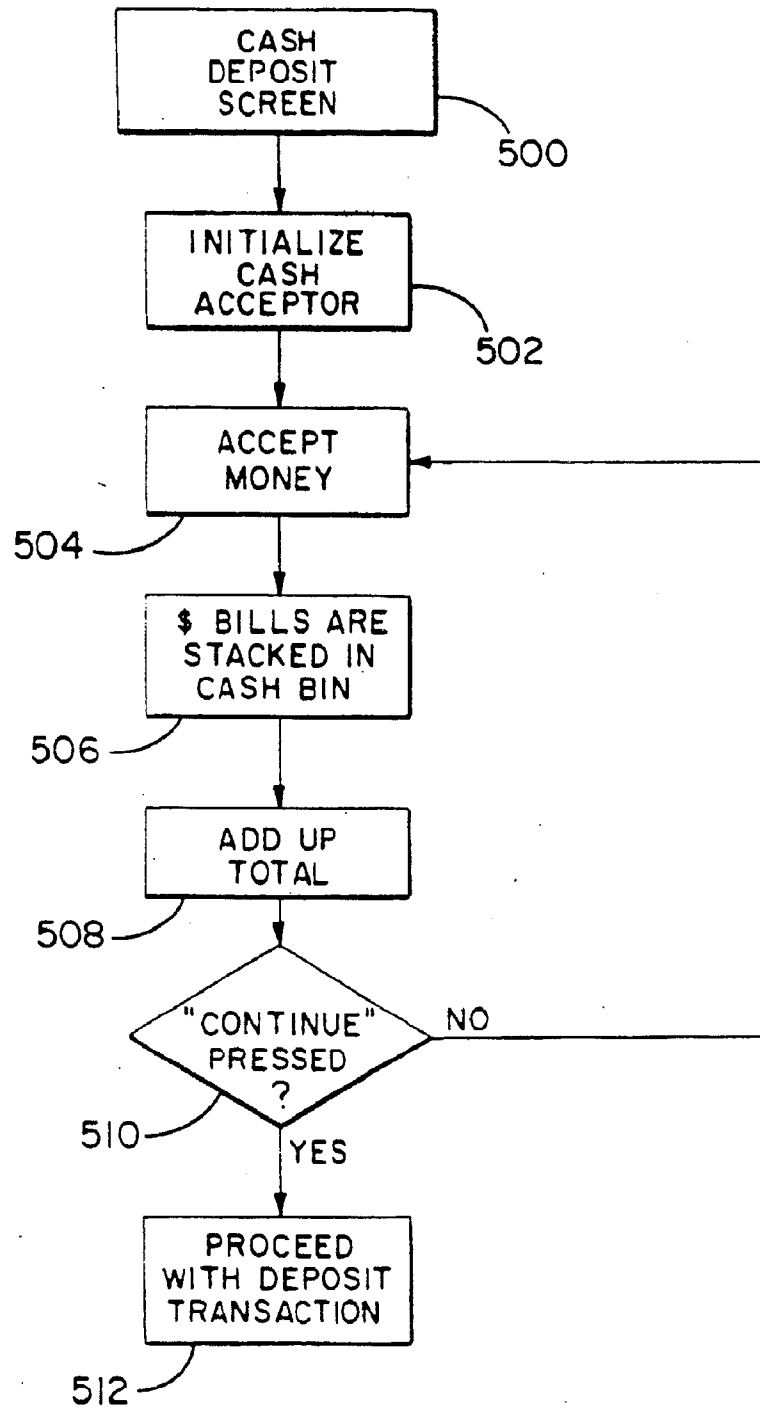 CASH
DEPOSIT
SCREEN
500
INITIALIZE
CASH
ACCEPTOR
502
ACCEPT
MONEY
504
$ BILLS ARE
STACKED IN
CASH BIN
506
ADD UP
TOTAL
508
"CONTINUE"
PRESSED
?
NO
510
YES
PROCEED
WITH DEPOSIT
TRANSACTION
512